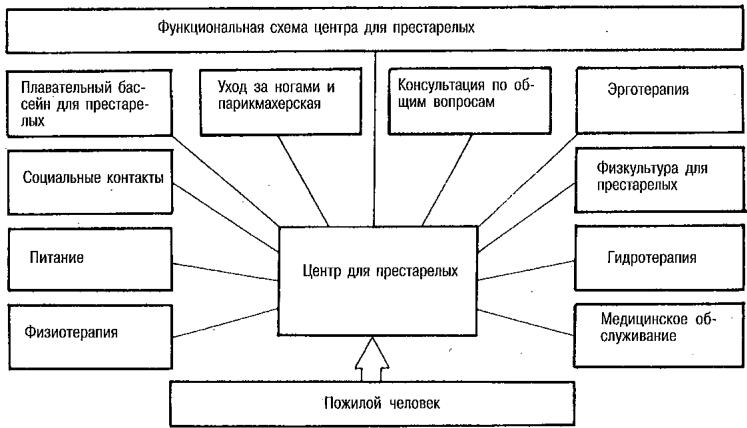 Функциональная схема центра для престарелых
Плавательный бас-
сейн для престаре-
лых
Уход за ногами и
парикмахерская
Консультация по об-
щим вопросам
Эрготерапия
Социальные контакты
Физкультура для
престарелых
Питание
Центр для престарелых
Гидротерапия
Физиотерапия
Медицинское об-
служивание
Пожилой человек